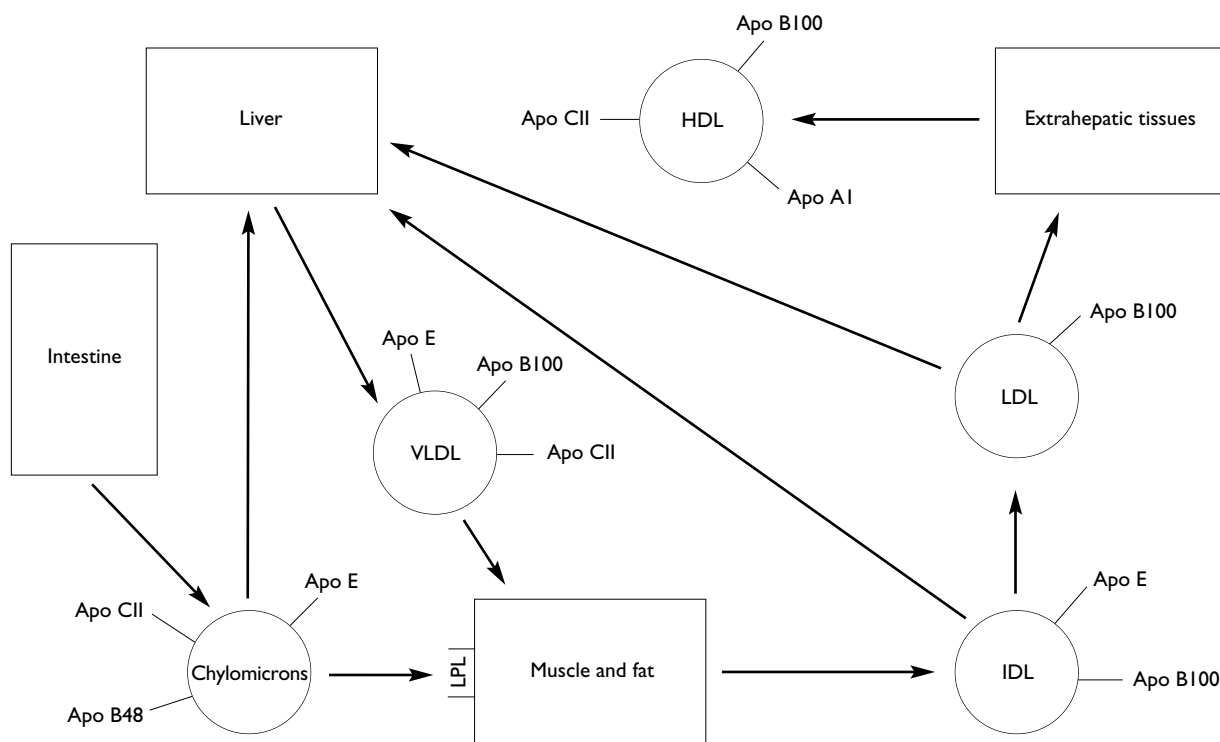 Apo B100
Liver
Apo CII
HDL
Extrahepatic tissues
Apo A1
Intestine
Apo E
Apo B100
VLDL
Apo CII
Apo B100
LDL
Apo E
Apo CII
Chylomicrons
Apo B48
LPL
Muscle and fat
Apo E
IDL
Apo B100